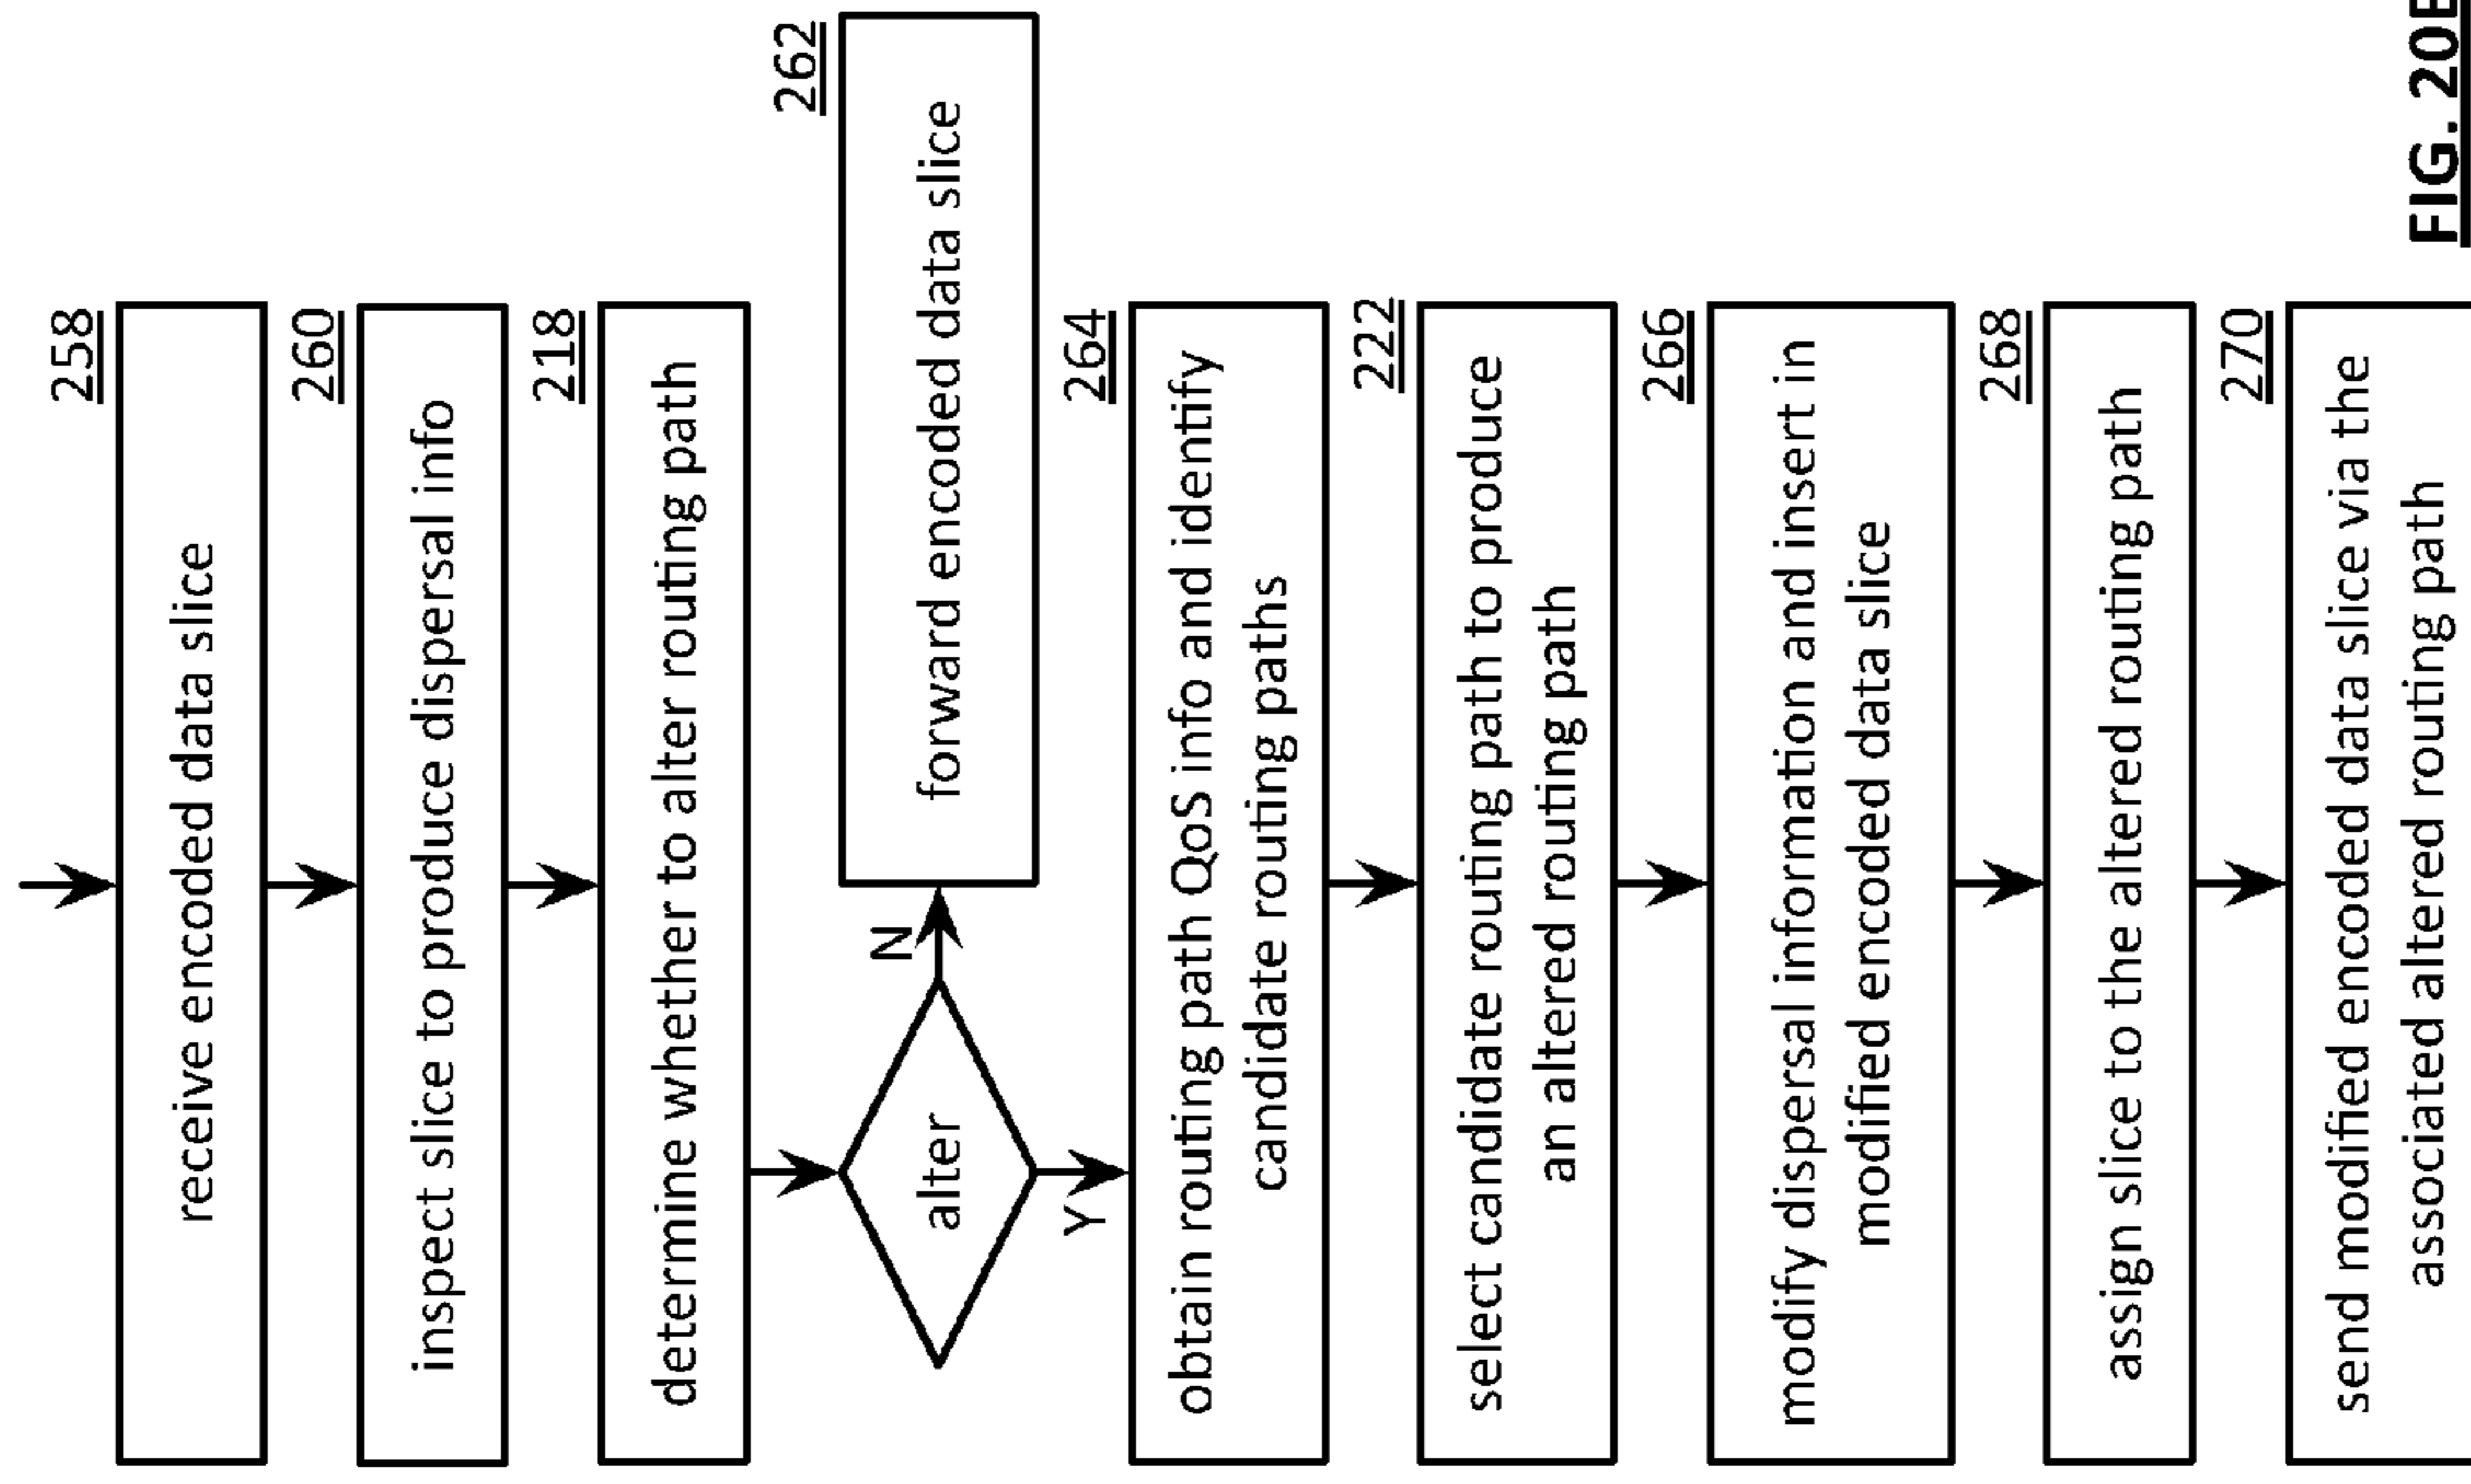 258
receive encoded data slice
260
inspect slice to produce dispersal info
218
determine whether to alter routing path
alter
N
262
forward encoded data slice
Y
264
obtain routing path QoS info and identify
candidate routing paths
222
select candidate routing path to produce
an altered routing path
266
modify dispersal information and insert in
modified encoded data slice
268
assign slice to the altered routing path
270
send modified encoded data slice via the
associated altered routing path
FIG. 20B